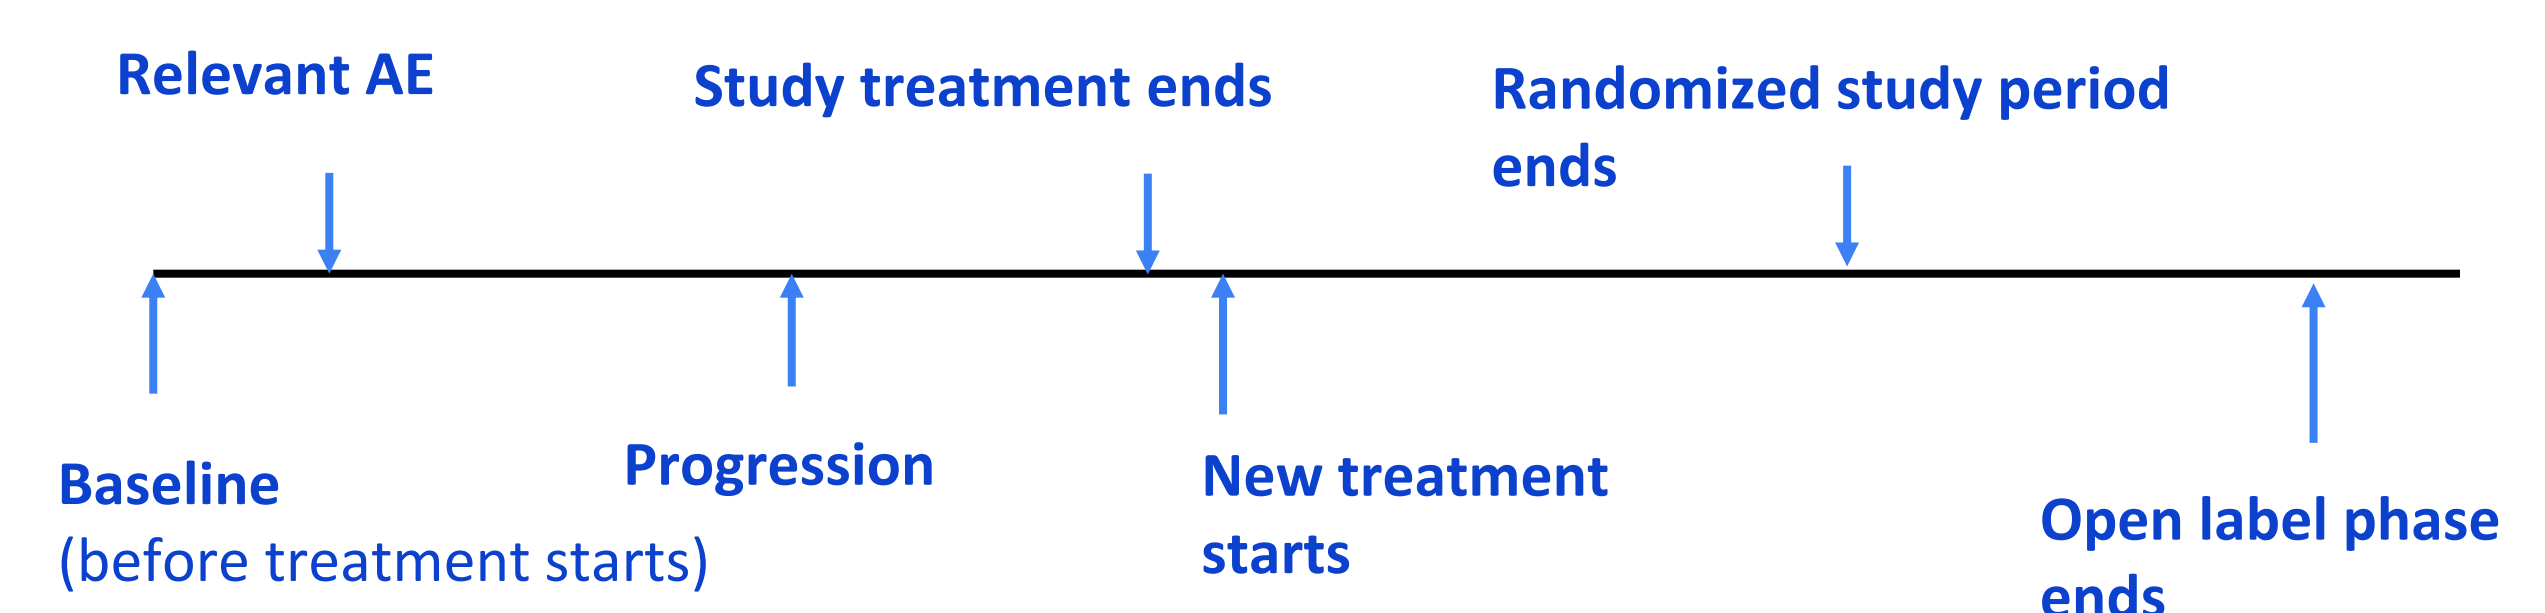 Relevant AE
Study treatment ends
Randomized study period
ends
Baseline
(before treatment starts)
Progression
New treatment
starts
Open label phase
ends